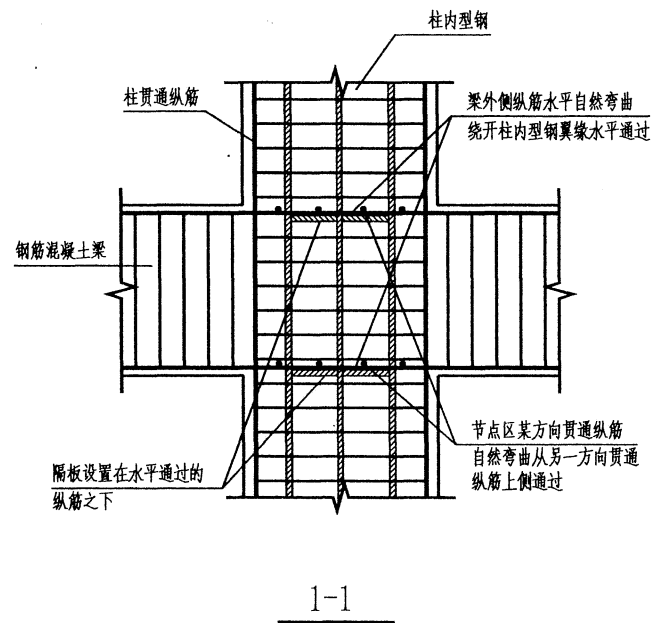 柱内型钢
柱贯通纵筋
梁外侧纵筋水平自然弯曲
绕开柱内型钢翼缘水平通过
钢筋混凝土梁
节点区某方向贯通纵筋
自然弯曲从另一方向贯通
纵筋上侧通过
隔板设置在水平通过的
纵筋之下
1-1